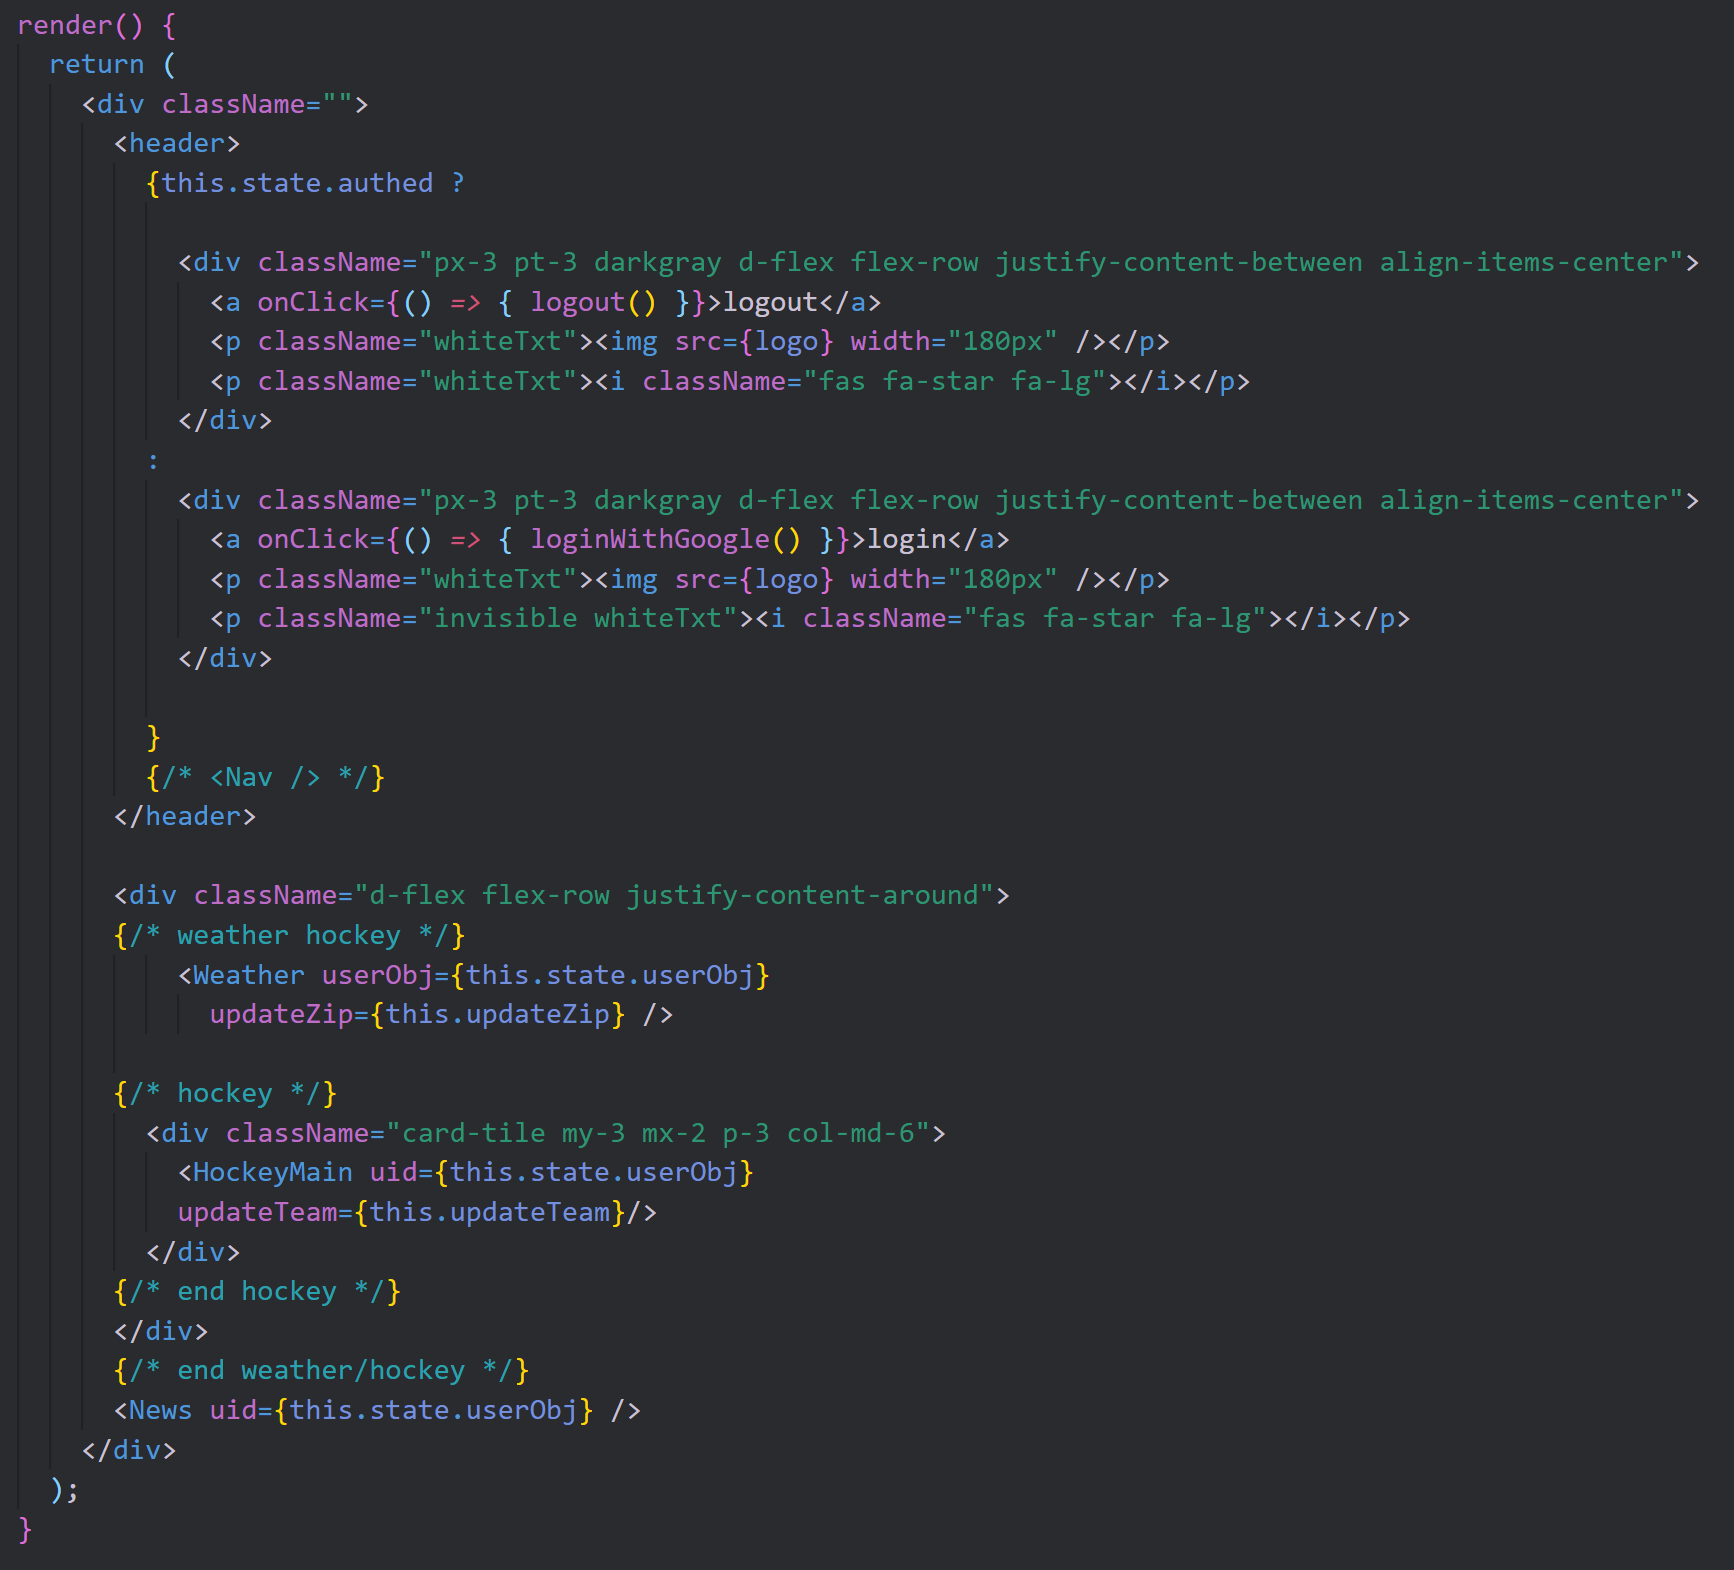 render() {
  return (
    <div className="">
      <header>
        {this.state.authed ?

          <div className="px-3 pt-3 darkgray d-flex flex-row justify-content-between align-items-center">
            <a onClick={() => { logout() }}>logout</a>
            <p className="whiteTxt"><img src={logo} width="180px" /></p>
            <p className="whiteTxt"><i className="fas fa-star fa-lg"></i></p>
          </div>
        :
          <div className="px-3 pt-3 darkgray d-flex flex-row justify-content-between align-items-center">
            <a onClick={() => { loginWithGoogle() }}>login</a>
            <p className="whiteTxt"><img src={logo} width="180px" /></p>
            <p className="invisible whiteTxt"><i className="fas fa-star fa-lg"></i></p>
          </div>

        }
        {/* <Nav /> */}
      </header>

      <div className="d-flex flex-row justify-content-around">
      {/* weather hockey */}
          <Weather userObj={this.state.userObj}
            updateZip={this.updateZip} />

      {/* hockey */}
        <div className="card-tile my-3 mx-2 p-3 col-md-6">
          <HockeyMain uid={this.state.userObj}
          updateTeam={this.updateTeam}/>
        </div>
      {/* end hockey */}
      </div>
      {/* end weather/hockey */}
      <News uid={this.state.userObj} />
    </div>
  );
}